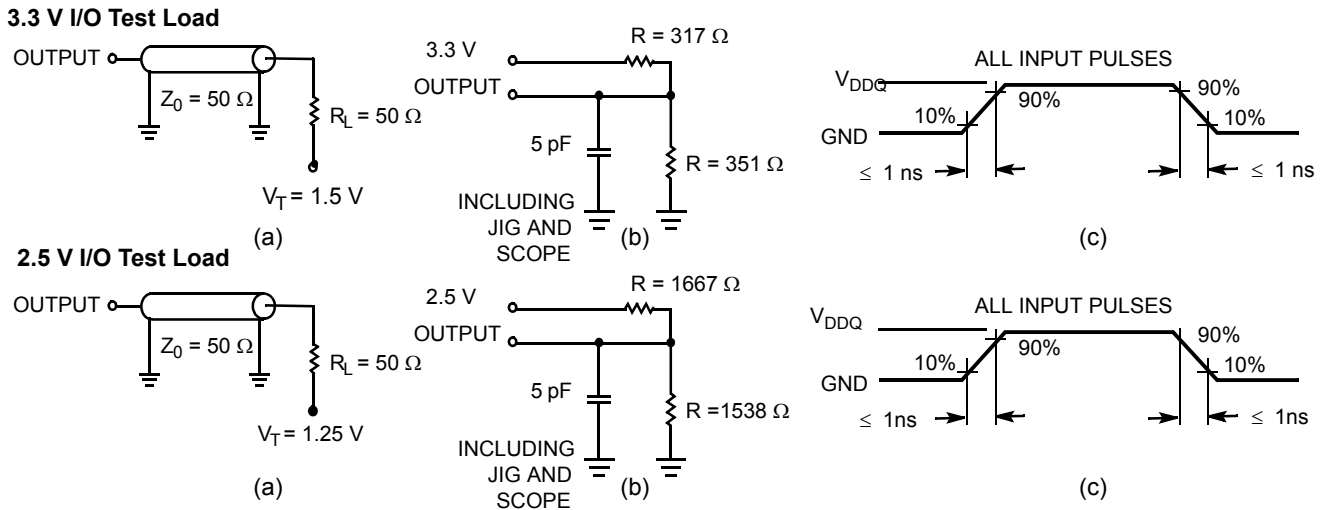 3.3 V I/O Test Load
OUTPUT
Z0 = 50 Ω
RL = 50 Ω
VT = 1.5 V
(a)
3.3 V
OUTPUT
R = 317 Ω
5 pF
R = 351 Ω
INCLUDING
JIG AND
SCOPE
(b)
ALL INPUT PULSES
VDDQ
GND
10%
90%
90%
10%
≤ 1 ns
≤ 1 ns
(c)
2.5 V I/O Test Load
OUTPUT
Z0 = 50 Ω
RL = 50 Ω
VT = 1.25 V
(a)
2.5 V
OUTPUT
R = 1667 Ω
5 pF
R =1538 Ω
INCLUDING
JIG AND
SCOPE
(b)
ALL INPUT PULSES
VDDQ
GND
10%
90%
90%
10%
≤ 1ns
≤ 1ns
(c)